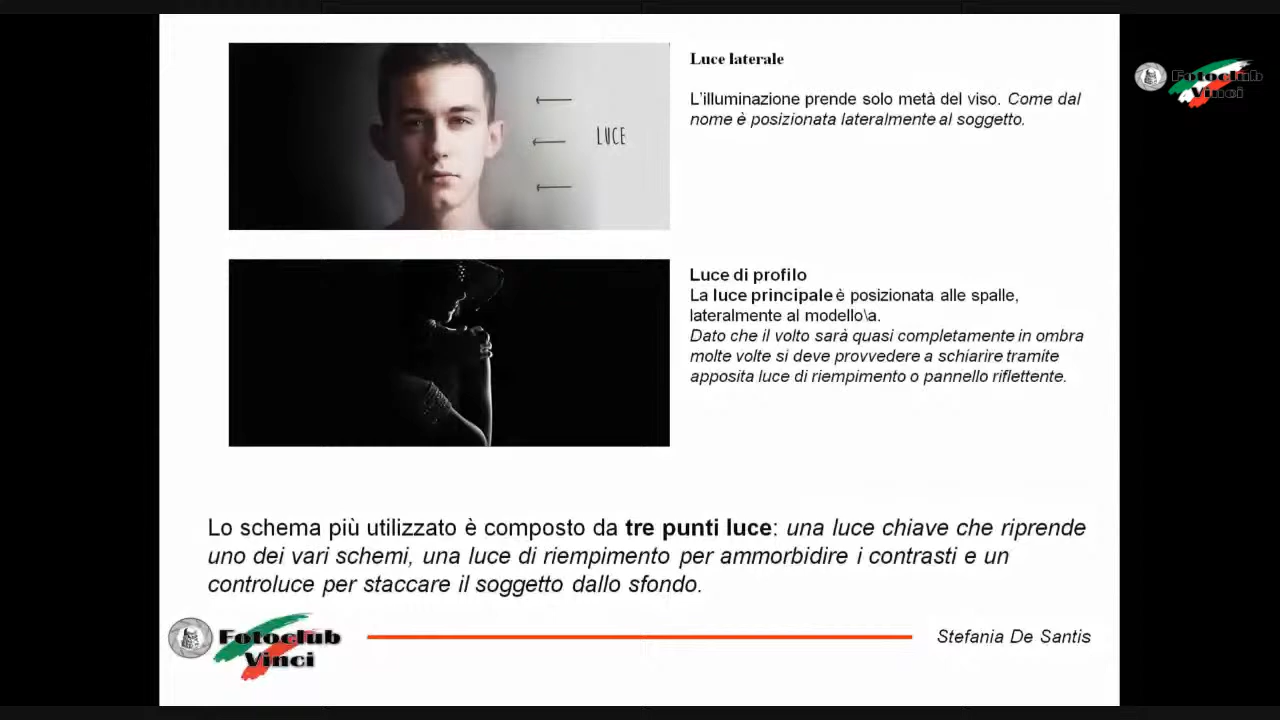 Luce laterale
LUCE
L'illuminazione prende solo metà del viso. Come dal
nome è posizionata lateralmente al soggetto.
Fotoclub
Vinci
Luce di profilo
La luce principale è posizionata alle spalle,
lateralmente al modello\a.
Dato che il volto sarà quasi completamente in ombra
molte volte si deve provvedere a schiarire tramite
apposita luce di riempimento o pannello riflettente.
Lo schema più utilizzato è composto da tre punti luce: una luce chiave che riprende
uno dei vari schemi, una luce di riempimento per ammorbidire i contrasti e un
controluce per staccare il soggetto dallo sfondo.
Fotoclub
Vinci
Stefania De Santis